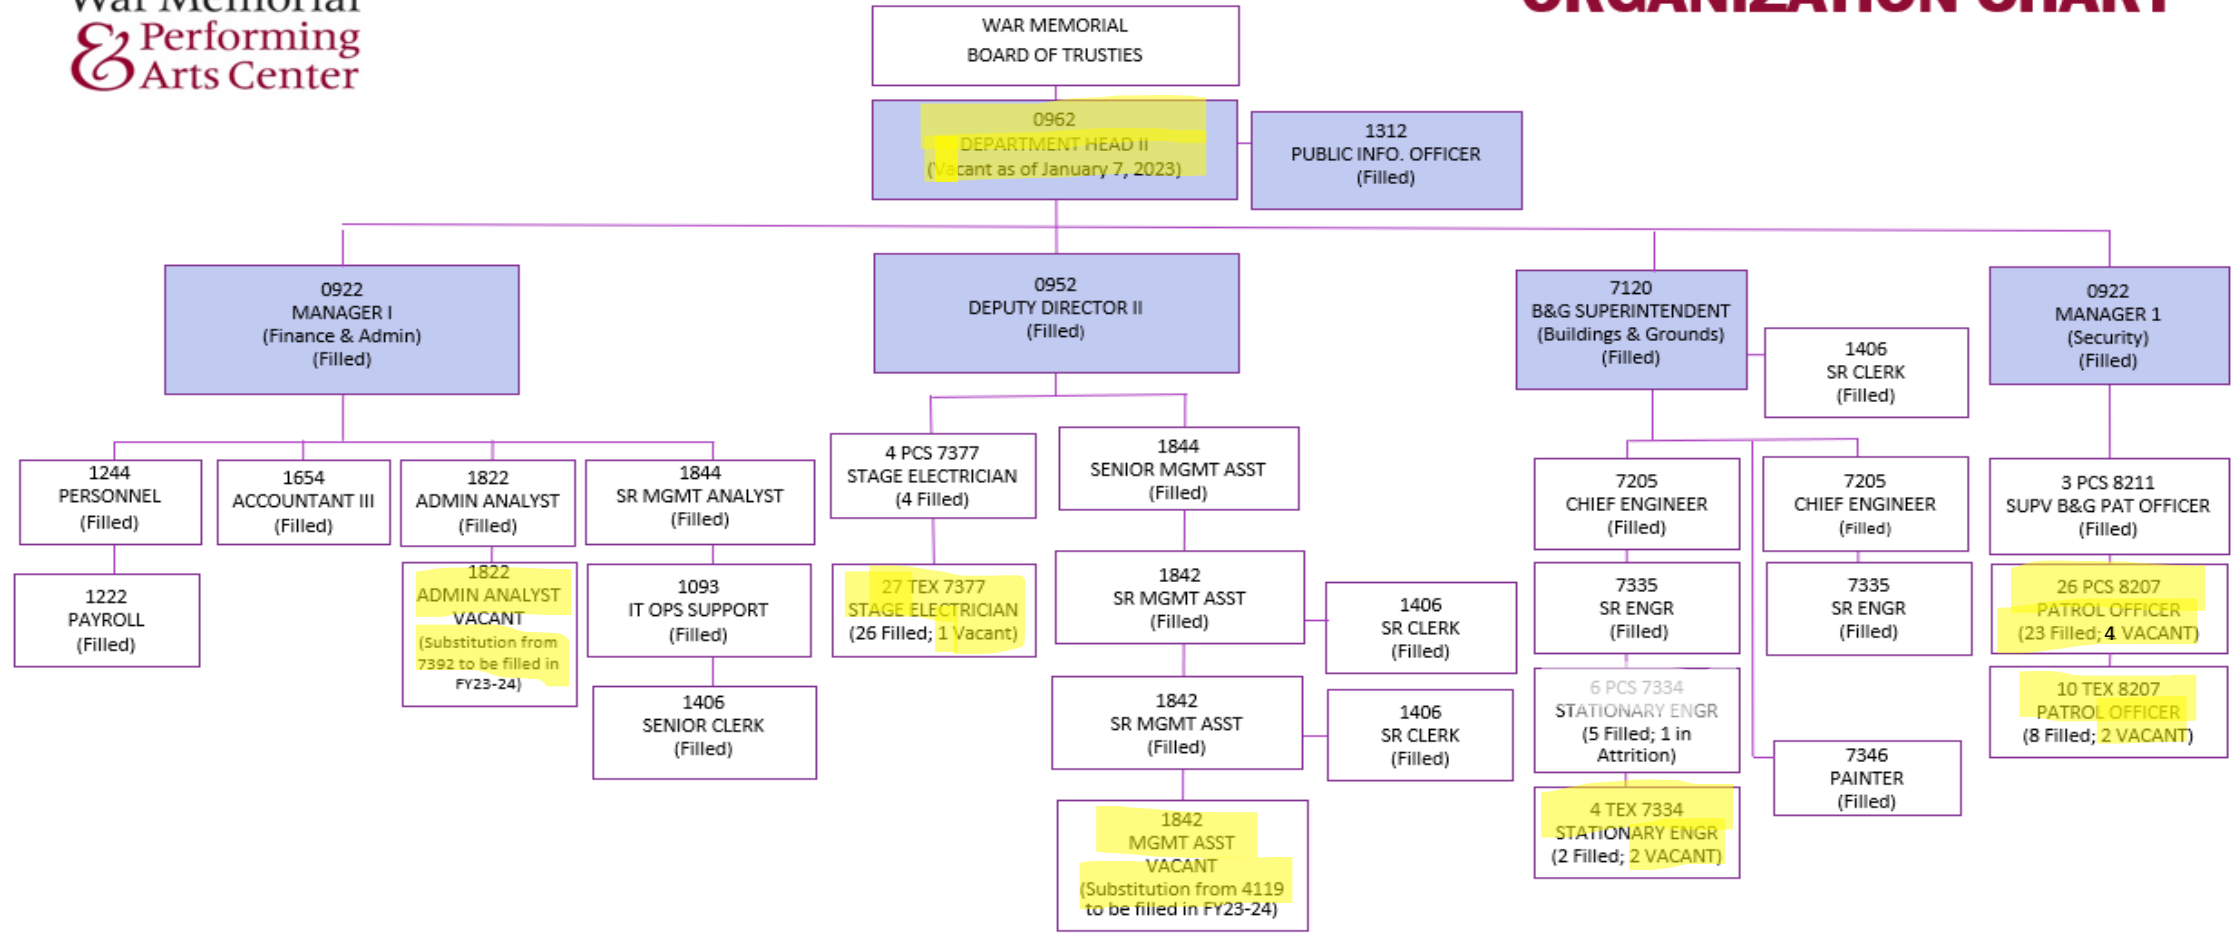 War Memorial
& Performing
Arts Center
ORGANIZATION CHART
WAR MEMORIAL
BOARD OF TRUSTIES
0962
DEPARTMENT HEAD II
(Vacant as of January 7, 2023)
1312
PUBLIC INFO. OFFICER
(Filled)
0922
MANAGER I
(Finance & Admin)
(Filled)
0952
DEPUTY DIRECTOR II
(Filled)
7120
B&G SUPERINTENDENT
(Buildings & Grounds)
(Filled)
1406
SR CLERK
(Filled)
0922
MANAGER 1
(Security)
(Filled)
1244
PERSONNEL
(Filled)
1654
ACCOUNTANT III
(Filled)
1822
ADMIN ANALYST
(Filled)
1844
SR MGMT ANALYST
(Filled)
4 PCS 7377
STAGE ELECTRICIAN
(4 Filled)
1844
SENIOR MGMT ASST
(Filled)
7205
CHIEF ENGINEER
(Filled)
7205
CHIEF ENGINEER
(Filled)
3 PCS 8211
SUPV B&G PAT OFFICER
(Filled)
1222
PAYROLL
(Filled)
1822
ADMIN ANALYST
VACANT
(Substitution from
7392 to be filled in
FY23-24)
1093
IT OPS SUPPORT
(Filled)
27 TEX 7377
STAGE ELECTRICIAN
(26 Filled; 1 Vacant)
1842
SR MGMT ASST
(Filled)
1406
SR CLERK
(Filled)
7335
SR ENGR
(Filled)
7335
SR ENGR
(Filled)
26 PCS 8207
PATROL OFFICER
(23 Filled; 4 VACANT)
1406
SENIOR CLERK
(Filled)
1842
SR MGMT ASST
(Filled)
1406
SR CLERK
(Filled)
6 PCS 7334
STATIONARY ENGR
(5 Filled; 1 in
Attrition)
10 TEX 8207
PATROL OFFICER
(8 Filled; 2 VACANT)
7346
PAINTER
(Filled)
1842
MGMT ASST
VACANT
(Substitution from 4119
to be filled in FY23-24)
4 TEX 7334
STATIONARY ENGR
(2 Filled; 2 VACANT)